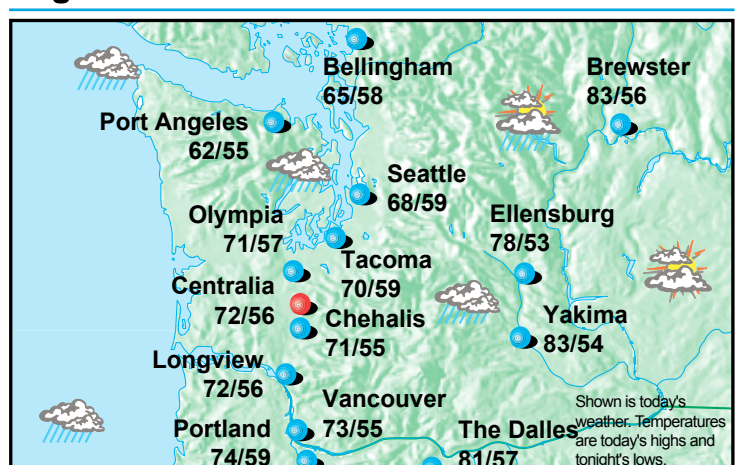 Bellingham
65/58
Brewster
83/56
Port Angeles
62/55
Seattle
68/59
Olympia
71/57
Ellensburg
78/53
Tacoma
70/59
Centralia
72/56
Chehalis
71/55
Yakima
83/54
Longview
72/56
Vancouver
73/55
Portland
74/59
The Dalles
81/57
Shown is today's
weather. Temperatures
are today's highs and
tonight's lows.